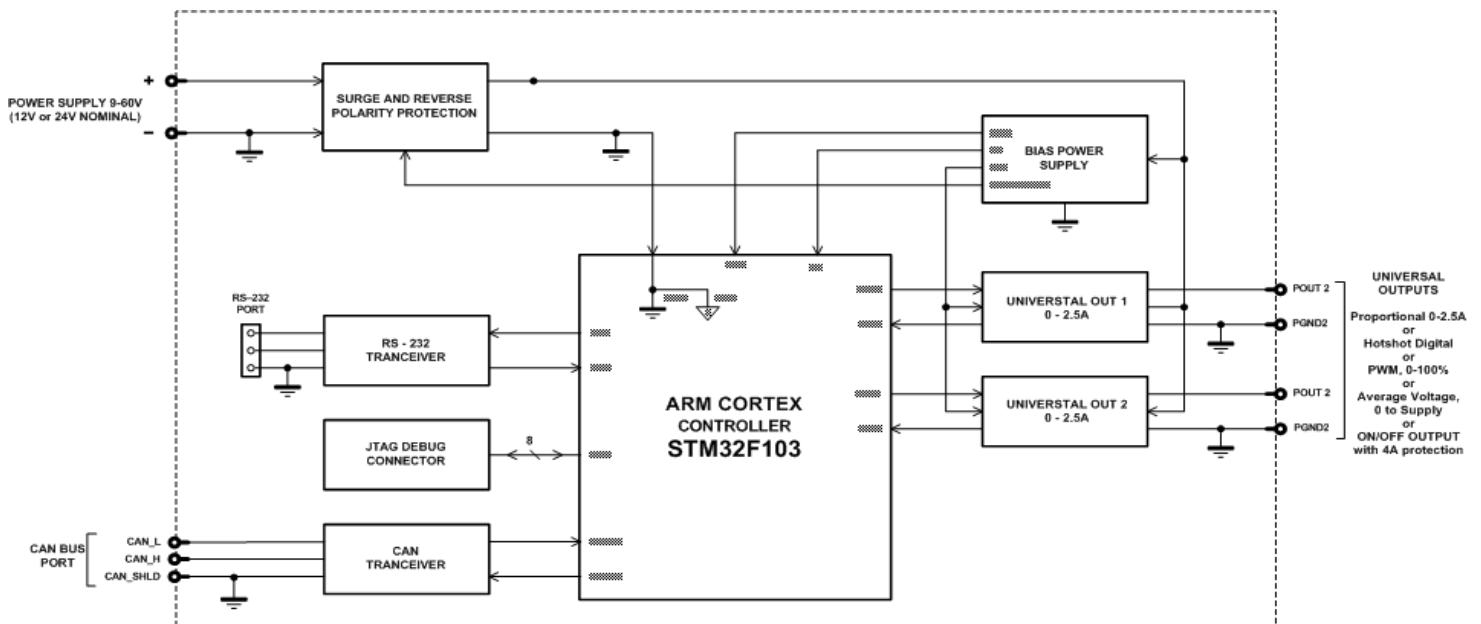 +
POWER SUPPLY 9-60V
(12V or 24V NOMINAL)
–
SURGE AND REVERSE
POLARITY PROTECTION
BIAS POWER
SUPPLY
RS-232
PORT
RS - 232
TRANCEIVER
JTAG DEBUG
CONNECTOR
8
CAN BUS
PORT
CAN_L
CAN_H
CAN_SHLD
CAN
TRANCEIVER
ARM CORTEX
CONTROLLER
STM32F103
UNIVERSTAL OUT 1
0 - 2.5A
UNIVERSTAL OUT 2
0 - 2.5A
POUT 2
PGND2
POUT 2
PGND2
UNIVERSAL
OUTPUTS
Proportional 0-2.5A
or
Hotshot Digital
or
PWM, 0-100%
or
Average Voltage,
0 to Supply
or
ON/OFF OUTPUT
with 4A protection